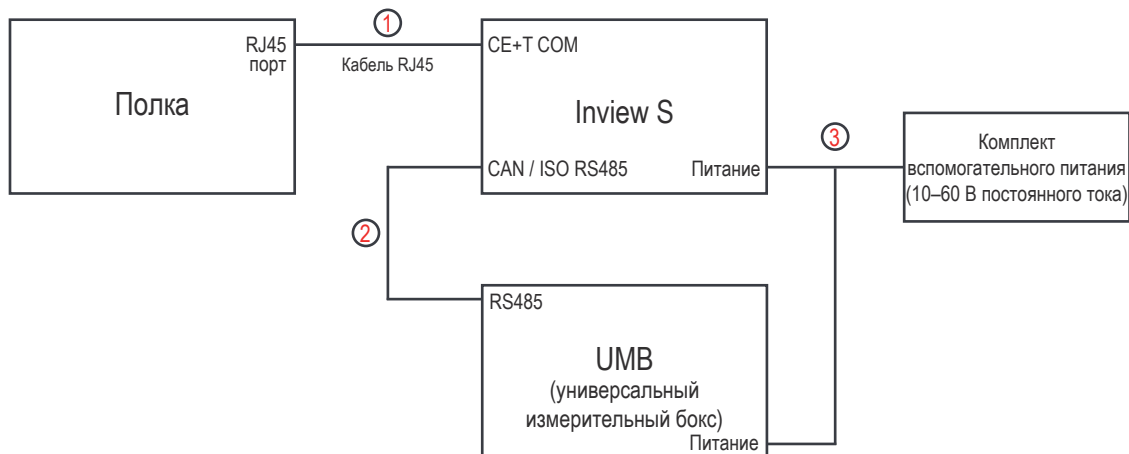 1
RJ45
порт
CE+T COM
Кабель RJ45
Полка
Inview S
3
Комплект
вспомогательного питания
(10–60 В постоянного тока)
CAN / ISO RS485
Питание
2
RS485
UMB
(универсальный
измерительный бокс)
Питание